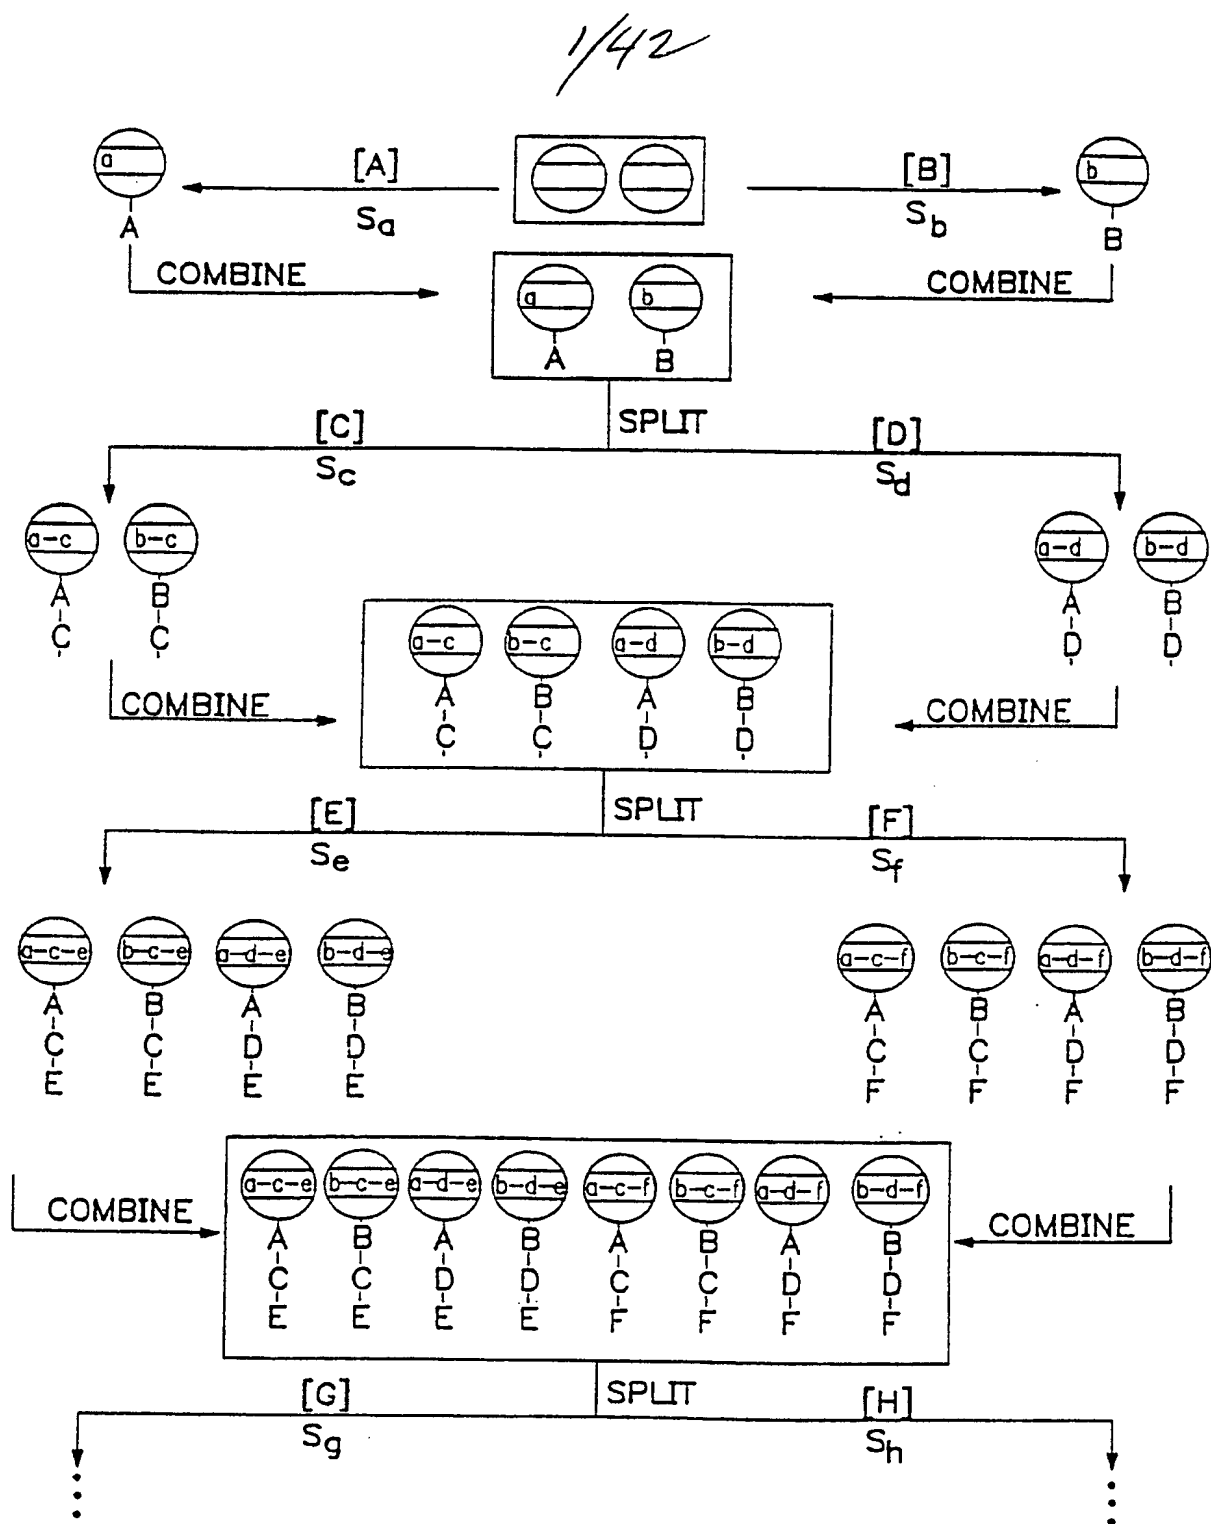 1/42
a [A] [B] b
Sa Sb
A B
COMBINE a b COMBINE
A B
[C] SPLIT [D]
Sc Sd
a-c b-c a-d b-d
A B A B
C C D D
a-c b-c a-d b-d
COMBINE A B A B COMBINE
C C D D
[E] SPLIT [F]
Se Sf
a-c-e b-c-e a-d-e b-d-e a-c-f b-c-f a-d-f b-d-f
A B A B A B A B
C C D D C C D D
E E E E F F F F
a-c-e b-c-e a-d-e b-d-e a-c-f b-c-f a-d-f b-d-f
COMBINE A B A B A B A B COMBINE
C C D D C C D D
E E E E F F F F
[G] SPLIT [H]
Sg Sh